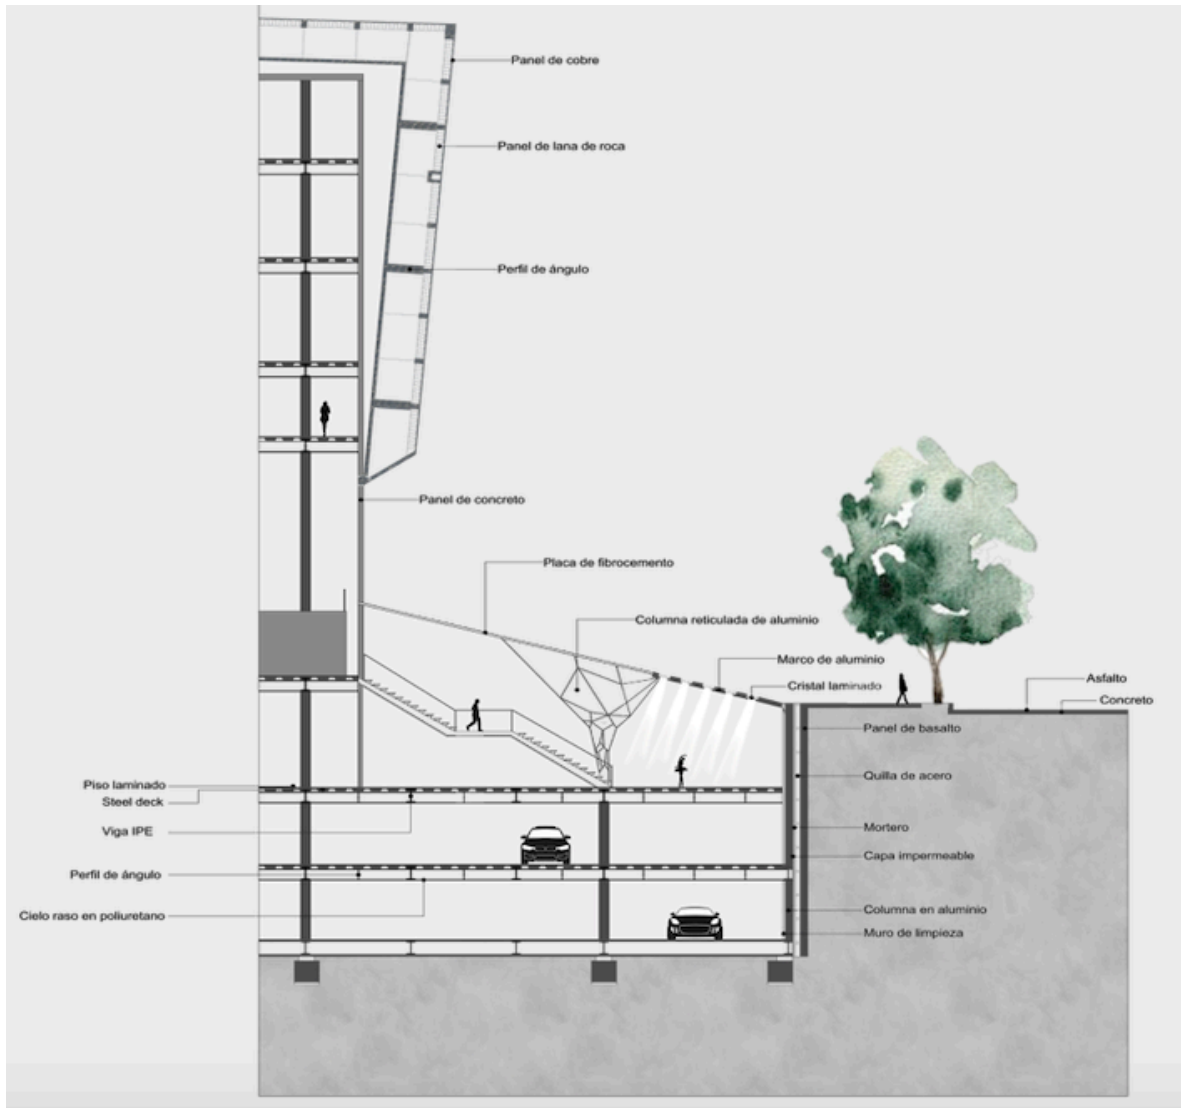 Panel de cobre
Panel de lana de roca
Perfil de ángulo
Panel de concreto
Placa de fibrocemento
Columna reticulada de aluminio
Marco de aluminio
Cristal laminado
Asfalto
Concreto
Panel de basalto
Quilla de acero
Piso laminado
Steel deck
Viga IPE
Mortero
Capa impermeable
Perfil de ángulo
Cielo raso en poliuretano
Columna en aluminio
Muro de limpieza